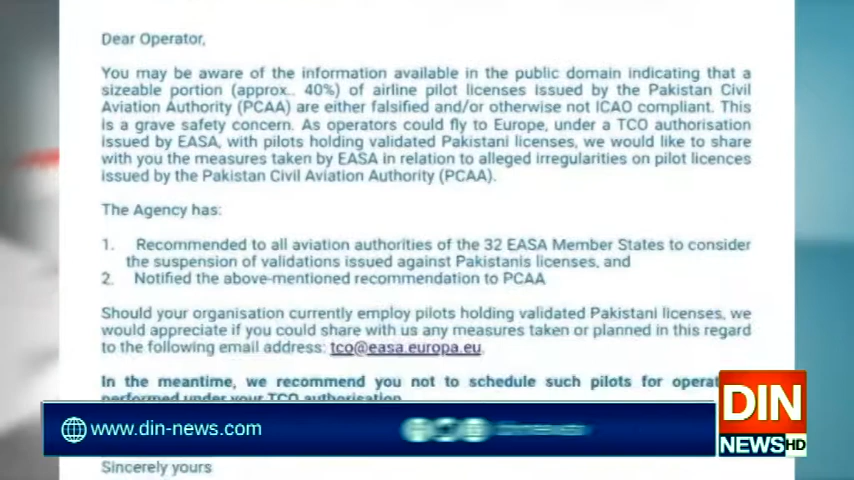 Dear Operator,
You may be aware of the information available in the public domain indicating that a
sizeable portion (approx.. 40%) of airline pilot licenses issued by the Pakistan Civil
Aviation Authority (PCAA) are either falsified and/or otherwise not ICAO compliant. This
is a grave safety concern. As operators could fly to Europe, under a TCO authorisation
issued by EASA, with pilots holding validated Pakistani licenses, we would like to share
with you the measures taken by EASA in relation to alleged irregularities on pilot licences
issued by the Pakistan Civil Aviation Authority (PCAA).
The Agency has:
1. Recommended to all aviation authorities of the 32 EASA Member States to consider
the suspension of validations issued against Pakistanis licenses, and
2. Notified the above-mentioned recommendation to PCAA
Should your organisation currently employ pilots holding validated Pakistani licenses, we
would appreciate if you could share with us any measures taken or planned in this regard
to the following email address: tco@easa.europa.eu.
In the meantime, we recommend you not to schedule such pilots for
performed under your TCO authorisation
www.din-news.com
DIN
NEWS HD
Sincerely yours